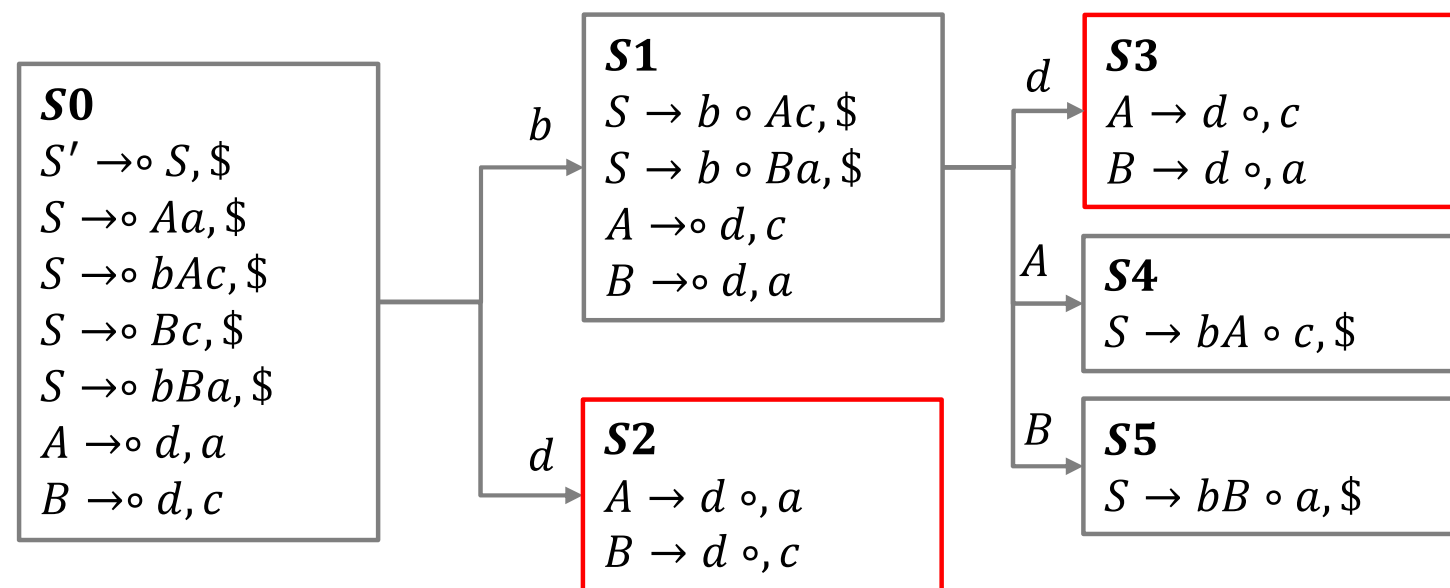 S0
S′ →∘ S, $
S →∘ Aa, $
S →∘ bAc, $
S →∘ Bc, $
S →∘ bBa, $
A →∘ d, a
B →∘ d, c
b
d
S1
S → b ∘ Ac, $
S → b ∘ Ba, $
A →∘ d, c
B →∘ d, a
S2
A → d ∘, a
B → d ∘, c
d
A
B
S3
A → d ∘, c
B → d ∘, a
S4
S → bA ∘ c, $
S5
S → bB ∘ a, $